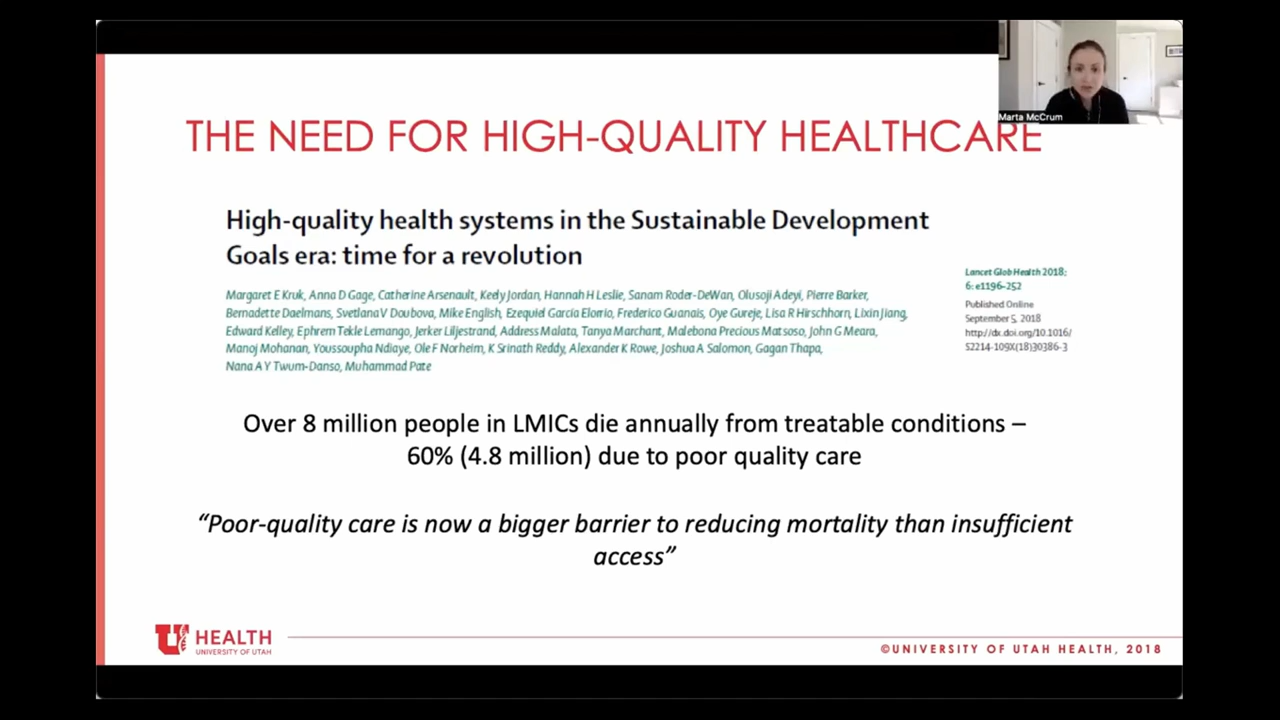 Marta McCrum
THE NEED FOR HIGH-QUALITY HEALTHCARE
High-quality health systems in the Sustainable Development
Goals era: time for a revolution
Lancet Glob Health 2018;
6: e1196–252
Published Online
September 5, 2018
http://dx.doi.org/10.1016/
S2214-109X(18)30386-3
Margaret E Kruk, Anna D Gage, Catherine Arsenault, Keely Jordan, Hannah H Leslie, Sanam Roder-DeWan, Olusoji Adeyi, Pierre Barker,
Bernadette Daelmans, Svetlana V Doubova, Mike English, Ezequiel García Elorrio, Frederico Guanais, Oye Gureje, Lisa R Hirschhorn, Lixin Jiang,
Edward Kelley, Ephrem Tekle Lemango, Jerker Liljestrand, Address Malata, Tanya Marchant, Malebona Precious Matsoso, John G Meara,
Manoj Mohanan, Youssoupha Ndiaye, Ole F Norheim, K Srinath Reddy, Alexander K Rowe, Joshua A Salomon, Gagan Thapa,
Nana A Y Twum-Danso, Muhammad Pate
Over 8 million people in LMICs die annually from treatable conditions –
60% (4.8 million) due to poor quality care
“Poor-quality care is now a bigger barrier to reducing mortality than insufficient
access”
U HEALTH
UNIVERSITY OF UTAH
©UNIVERSITY OF UTAH HEALTH, 2018